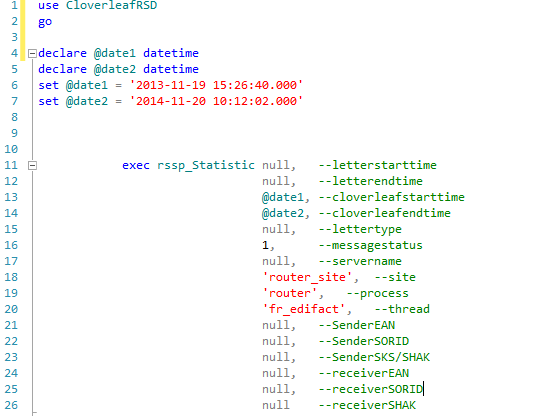 1 use CloverleafRSD
2 go
3
4 declare @date1 datetime
5 declare @date2 datetime
6 set @date1 = '2013-11-19 15:26:40.000'
7 set @date2 = '2014-11-20 10:12:02.000'
8
9
10
11 exec rssp_Statistic null, --letterstarttime
12 null, --letterendtime
13 @date1, --cloverleafstarttime
14 @date2, --cloverleafendtime
15 null, --lettertype
16 1, --messagestatus
17 null, --servername
18 'router_site', --site
19 'router', --process
20 'fr_edifact', --thread
21 null, --SenderEAN
22 null, --SenderSORID
23 null, --SenderSKS/SHAK
24 null, --receiverEAN
25 null, --receiverSORID
26 null, --receiverSHAK